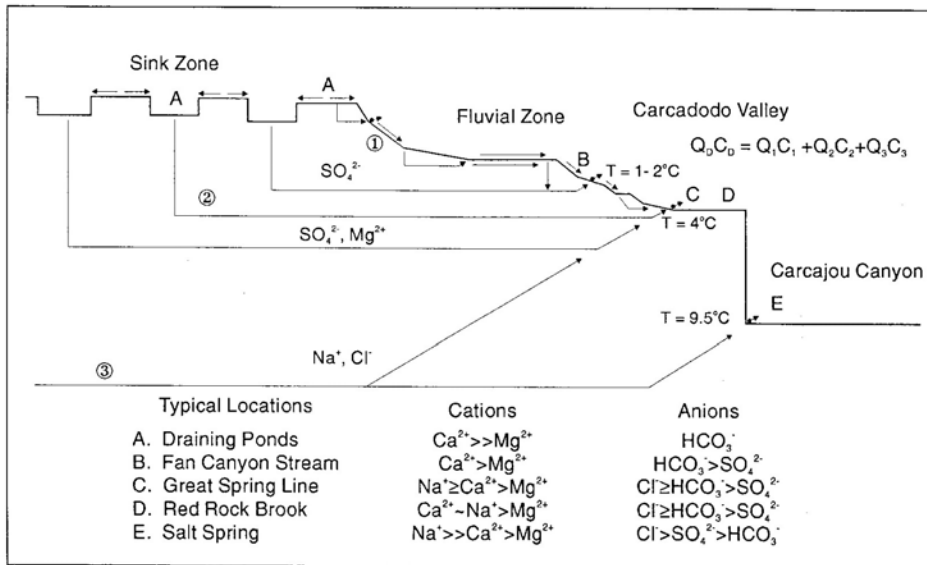 Sink Zone
A
A
Fluvial Zone
Carcadodo Valley
①
B
Q_DC_D = Q₁C₁ +Q₂C₂+Q₃C₃
SO₄²⁻
T = 1- 2°C
②
C D
T = 4°C
SO₄²⁻, Mg²⁺
Carcajou Canyon
E
T = 9.5°C
Na⁺, Cl⁻
③
Typical Locations Cations Anions
A. Draining Ponds Ca²⁺>>Mg²⁺ HCO₃⁻
B. Fan Canyon Stream Ca²⁺>Mg²⁺ HCO₃⁻>SO₄²⁻
C. Great Spring Line Na⁺≥Ca²⁺>Mg²⁺ Cl⁻≥HCO₃⁻>SO₄²⁻
D. Red Rock Brook Ca²⁺~Na⁺>Mg²⁺ Cl⁻≥HCO₃⁻>SO₄²⁻
E. Salt Spring Na⁺>>Ca²⁺>Mg²⁺ Cl⁻>SO₄²⁻>HCO₃⁻